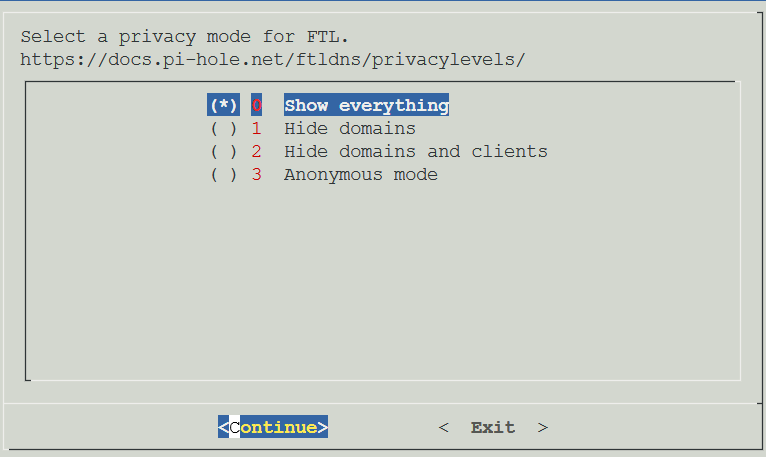 Select a privacy mode for FTL.
https://docs.pi-hole.net/ftldns/privacylevels/
(*) 0 Show everything
( ) 1 Hide domains
( ) 2 Hide domains and clients
( ) 3 Anonymous mode
<Continue> < Exit >